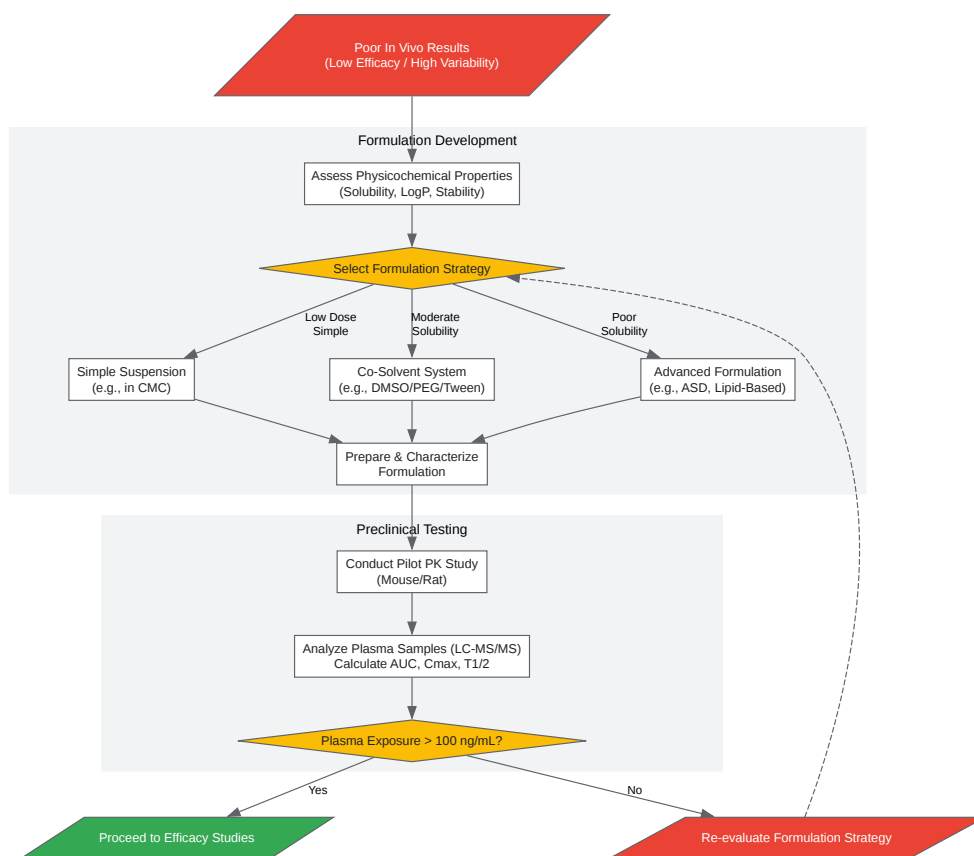 Poor In Vivo Results
(Low Efficacy / High Variability)
Formulation Development
Assess Physicochemical Properties
(Solubility, LogP, Stability)
Select Formulation Strategy
Low Dose
Simple
Moderate
Solubility
Poor
Solubility
Simple Suspension
(e.g., in CMC)
Co-Solvent System
(e.g., DMSO/PEG/Tween)
Advanced Formulation
(e.g., ASD, Lipid-Based)
Prepare & Characterize
Formulation
Preclinical Testing
Conduct Pilot PK Study
(Mouse/Rat)
Analyze Plasma Samples (LC-MS/MS)
Calculate AUC, Cmax, T1/2
Plasma Exposure > 100 ng/mL?
Yes
No
Proceed to Efficacy Studies
Re-evaluate Formulation Strategy